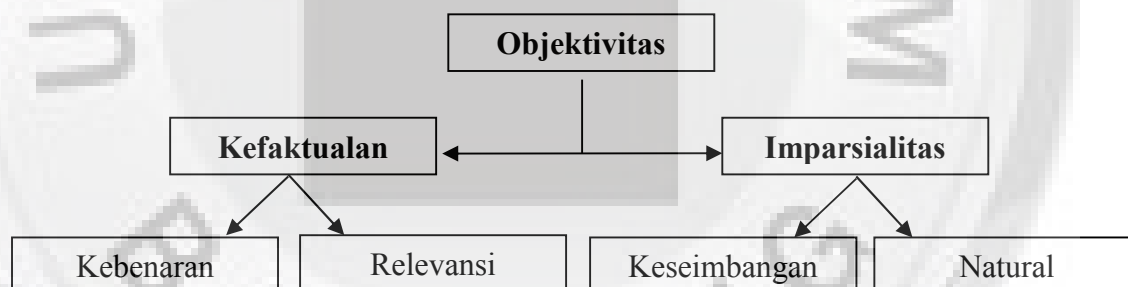 Objektivitas
Kefaktualan
Imparsialitas
Kebenaran
Relevansi
Keseimbangan
Natural